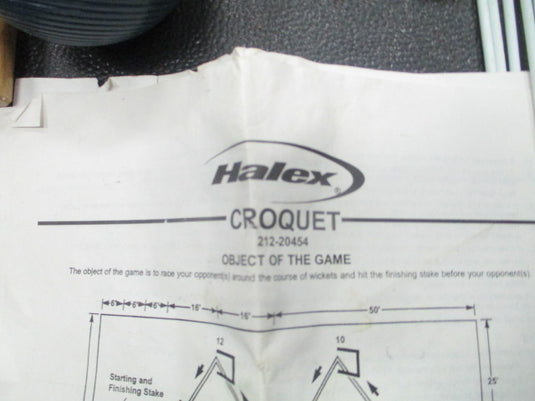 Halex®
CROQUET
212-20454
OBJECT OF THE GAME
The object of the game is to race your opponent(s) around the course of wickets and hit the finishing stake before your opponent(s).
6" 6" 6" 16' 16' 50'
12 10
Starting and
Finishing Stake
25'